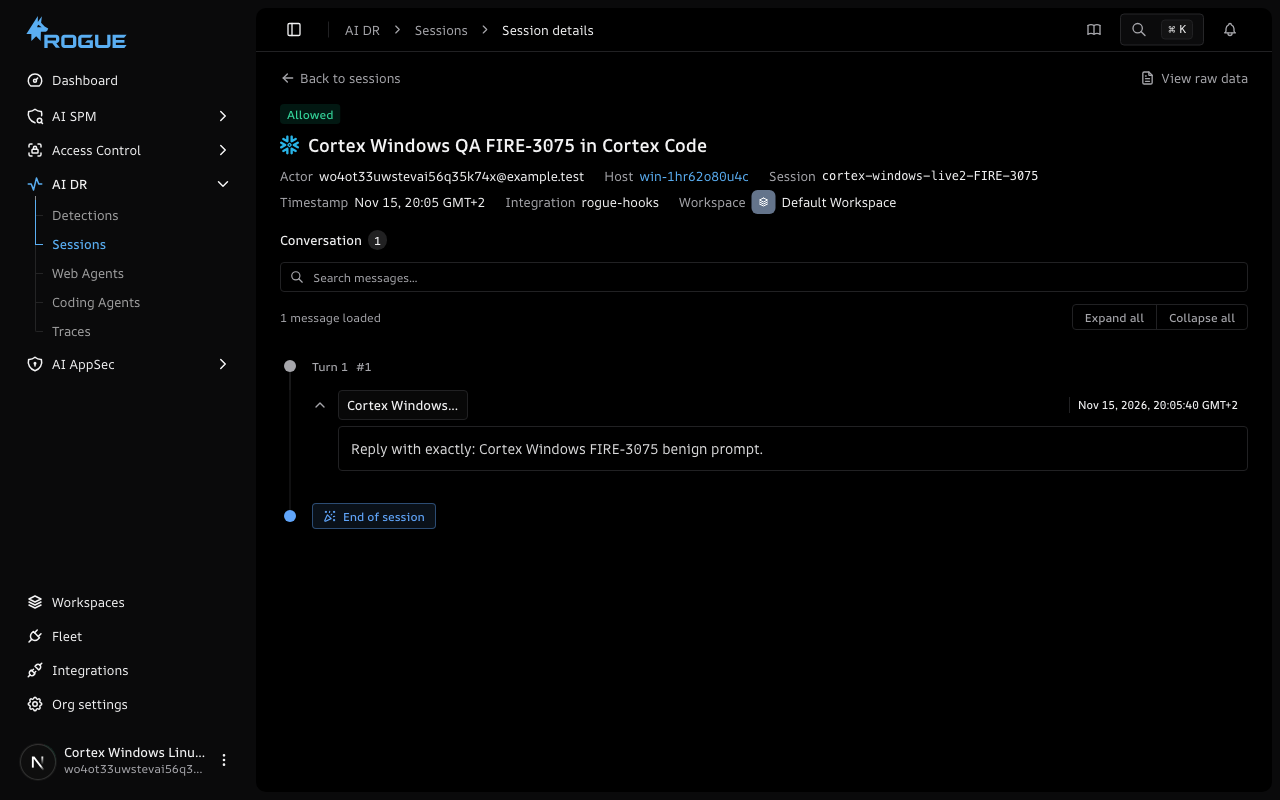 ROGUE
Dashboard
AI SPM
Access Control
AI DR
Detections
Sessions
Web Agents
Coding Agents
Traces
AI AppSec
Workspaces
Fleet
Integrations
Org settings
N
Cortex Windows Linu...
wo4ot33uwstevai56q3...
AI DR > Sessions > Session details
⌘ K
Back to sessions
View raw data
Allowed
Cortex Windows QA FIRE-3075 in Cortex Code
Actor wo4ot33uwstevai56q35k74x@example.test Host win-1hr62o80u4c Session cortex-windows-live2-FIRE-3075
Timestamp Nov 15, 20:05 GMT+2 Integration rogue-hooks Workspace Default Workspace
Conversation 1
Search messages...
1 message loaded
Expand all
Collapse all
Turn 1 #1
Cortex Windows...
Nov 15, 2026, 20:05:40 GMT+2
Reply with exactly: Cortex Windows FIRE-3075 benign prompt.
End of session